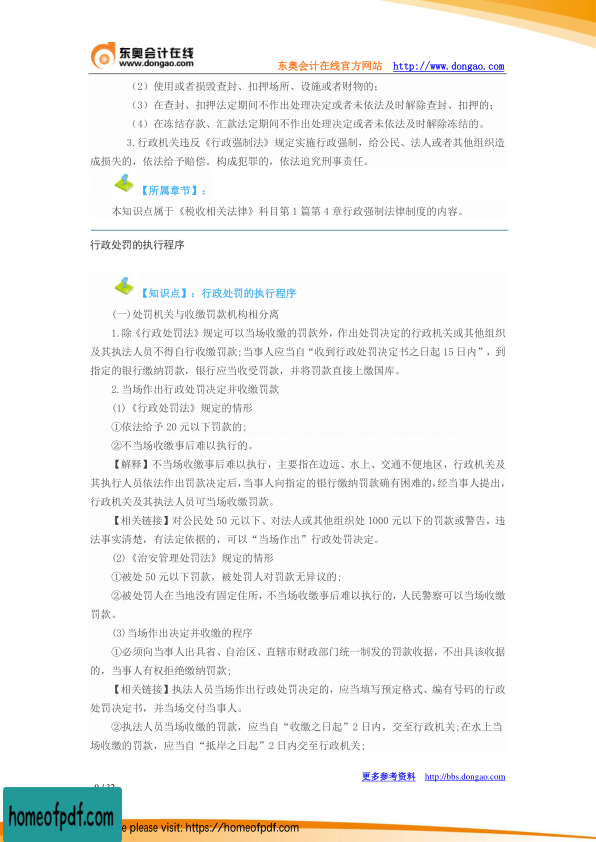 东奥会计在线
www.dongao.com
东奥会计在线官方网站 http://www.dongao.com
（2）使用或者损毁查封、扣押场所、设施或者财物的;
（3）在查封、扣押法定期间不作出处理决定或者未依法及时解除查封、扣押的;
（4）在冻结存款、汇款法定期间不作出处理决定或者未依法及时解除冻结的。
3.行政机关违反《行政强制法》规定实施行政强制，给公民、法人或者其他组织造
成损失的，依法给予赔偿。构成犯罪的，依法追究刑事责任。
【所属章节】：
本知识点属于《税收相关法律》科目第 1 篇第 4 章行政强制法律制度的内容。
行政处罚的执行程序
【知识点】：行政处罚的执行程序
(一)处罚机关与收缴罚款机构相分离
1.除《行政处罚法》规定可以当场收缴的罚款外，作出处罚决定的行政机关或其他组织
及其执法人员不得自行收缴罚款;当事人应当自“收到行政处罚决定书之日起 15 日内”，到
指定的银行缴纳罚款，银行应当收受罚款，并将罚款直接上缴国库。
2.当场作出行政处罚决定并收缴罚款
(1)《行政处罚法》规定的情形
①依法给予 20 元以下罚款的;
②不当场收缴事后难以执行的。
【解释】不当场收缴事后难以执行，主要指在边远、水上、交通不便地区，行政机关及
其执行人员依法作出罚款决定后，当事人向指定的银行缴纳罚款确有困难的，经当事人提出，
行政机关及其执法人员可当场收缴罚款。
【相关链接】对公民处 50 元以下、对法人或其他组织处 1000 元以下的罚款或警告，违
法事实清楚，有法定依据的，可以“当场作出”行政处罚决定。
(2)《治安管理处罚法》规定的情形
①被处 50 元以下罚款，被处罚人对罚款无异议的;
②被处罚人在当地没有固定住所，不当场收缴事后难以执行的，人民警察可以当场收缴
罚款。
(3)当场作出决定并收缴的程序
①必须向当事人出具省、自治区、直辖市财政部门统一制发的罚款收据，不出具该收据
的，当事人有权拒绝缴纳罚款;
【相关链接】执法人员当场作出行政处罚决定的，应当填写预定格式、编有号码的行政
处罚决定书，并当场交付当事人。
②执法人员当场收缴的罚款，应当自“收缴之日起”2 日内，交至行政机关;在水上当
场收缴的罚款，应当自“抵岸之日起”2 日内交至行政机关;
更多参考资料 http://bbs.dongao.com
homeofpdf.com
e please visit: https://homeofpdf.com